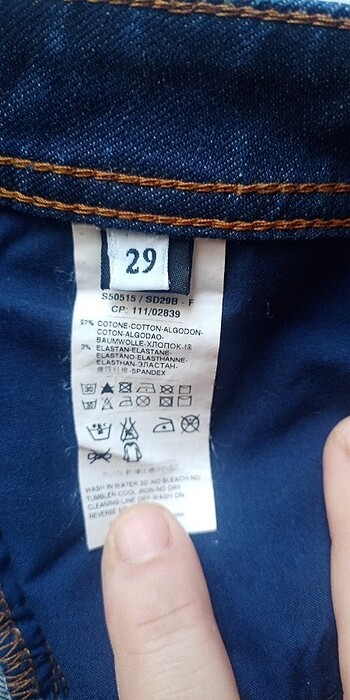 29
S50515 / SD29B - F
CP: 111/02839
97% COTONE-COTTON-ALGODON-
COTON-ALGODAO-
BAUMWOLLE-ХЛОПОК-棉
3% ELASTAN-ELASTANE-
ELASTANO-ELASTHANNE-
ELASTHAN-ЭЛАСТАН-
-SPANDEX
WASH IN WATER 30° NO BLEACH NO
TUMBLER-COOL IRON-NO DRY
CLEANING-LINE DRY-WASH ON
REVERSE